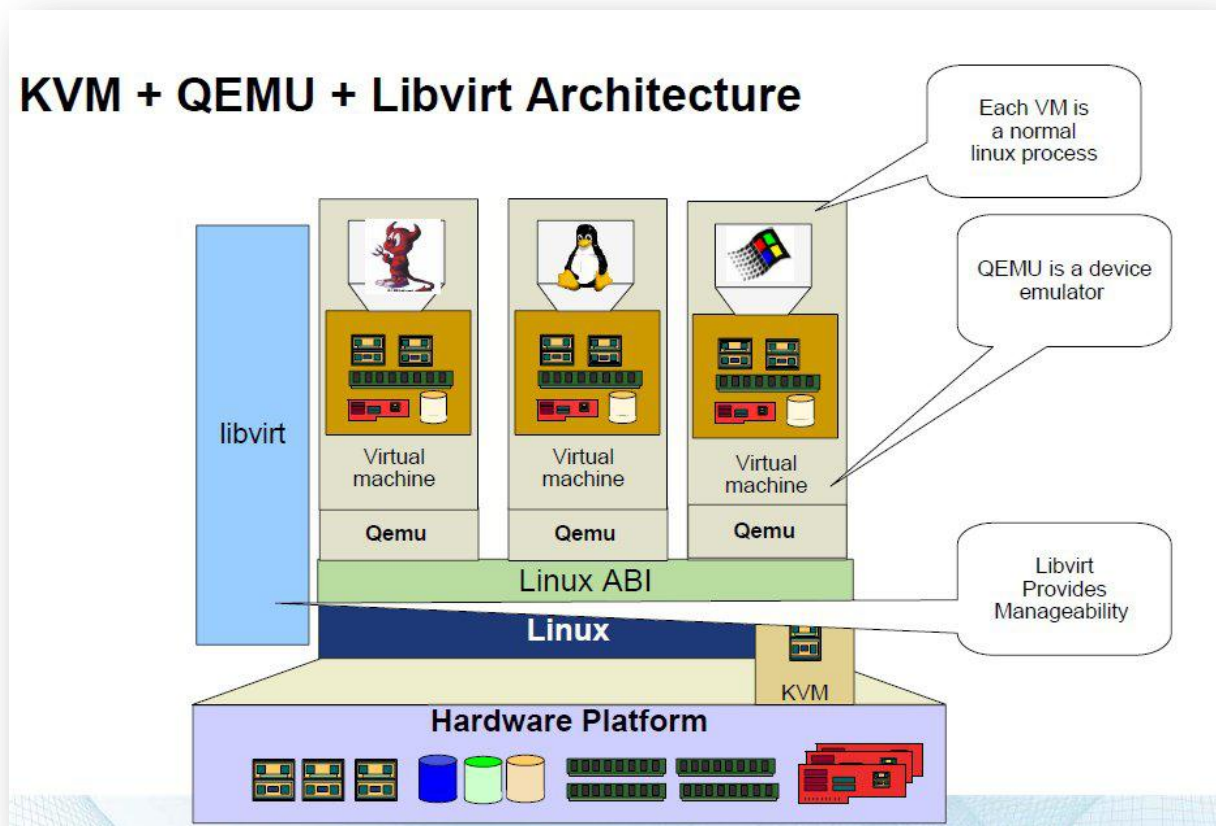 KVM + QEMU + Libvirt Architecture
Each VM is
a normal
linux process
QEMU is a device
emulator
libvirt
Virtual
machine
Virtual
machine
Virtual
machine
Qemu
Qemu
Qemu
Linux ABI
Libvirt
Provides
Manageability
Linux
KVM
Hardware Platform